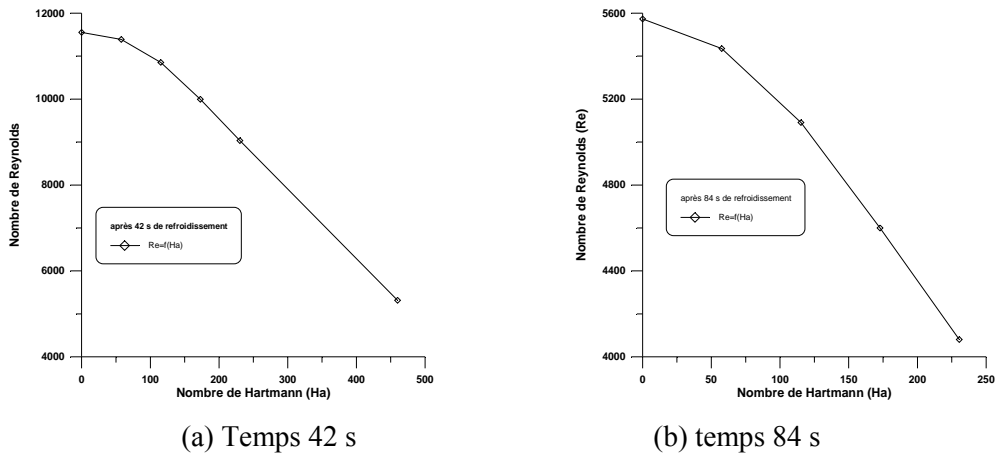 12000
10000
8000
6000
4000
Nombre de Reynolds
après 42 s de refroidissement
Re=f(Ha)
0 100 200 300 400 500
Nombre de Hartmann (Ha)
(a) Temps 42 s
5600
5200
4800
4400
4000
Nombre de Reynolds (Re)
après 84 s de refroidissement
Re=f(Ha)
0 50 100 150 200 250
Nombre de Hartmann (Ha)
(b) temps 84 s